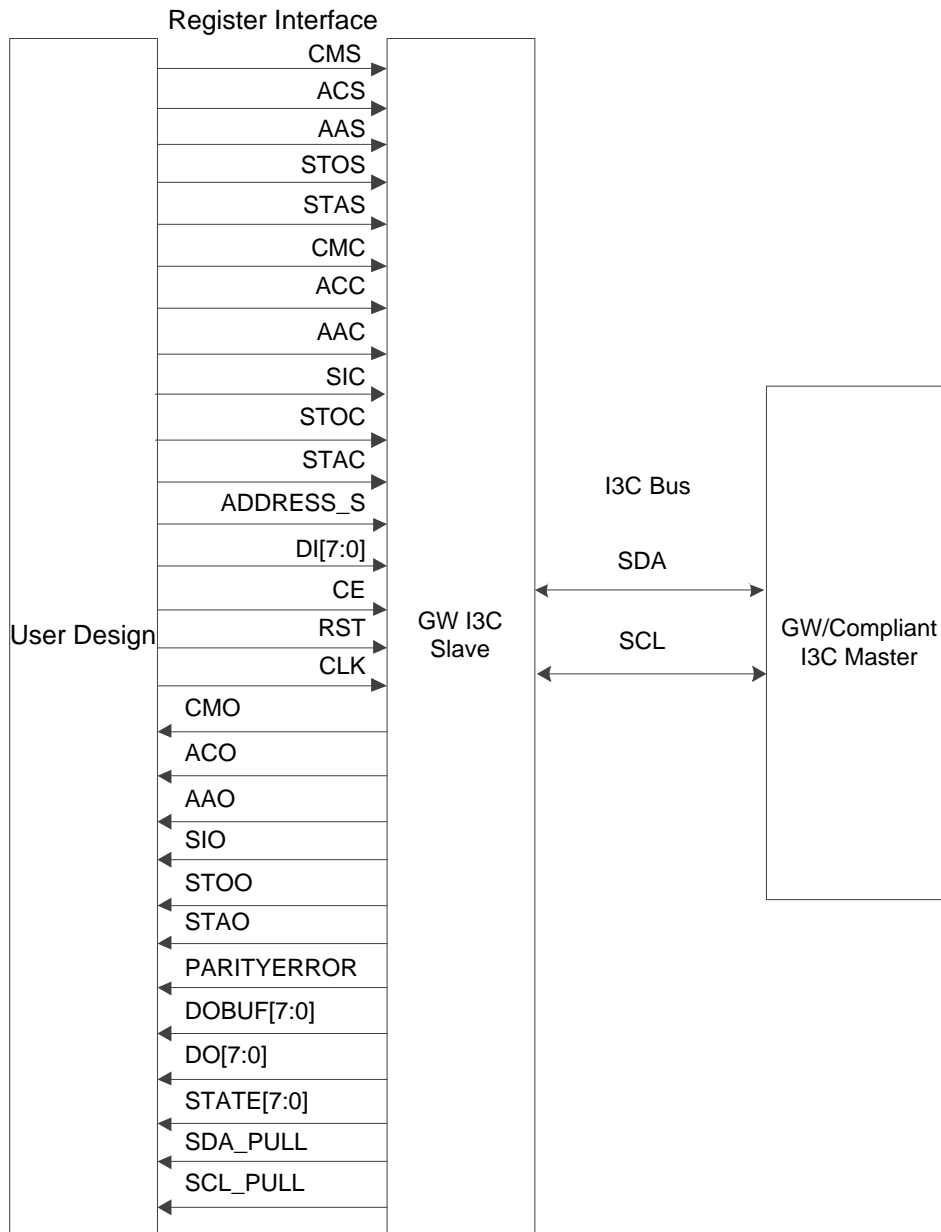 Register Interface
CMS
ACS
AAS
STOS
STAS
CMC
ACC
AAC
SIC
STOC
STAC
ADDRESS_S
DI[7:0]
CE
RST
CLK
User Design
GW I3C
Slave
I3C Bus
SDA
SCL
GW/Compliant
I3C Master
CMO
ACO
AAO
SIO
STOO
STAO
PARITYERROR
DOBUF[7:0]
DO[7:0]
STATE[7:0]
SDA_PULL
SCL_PULL